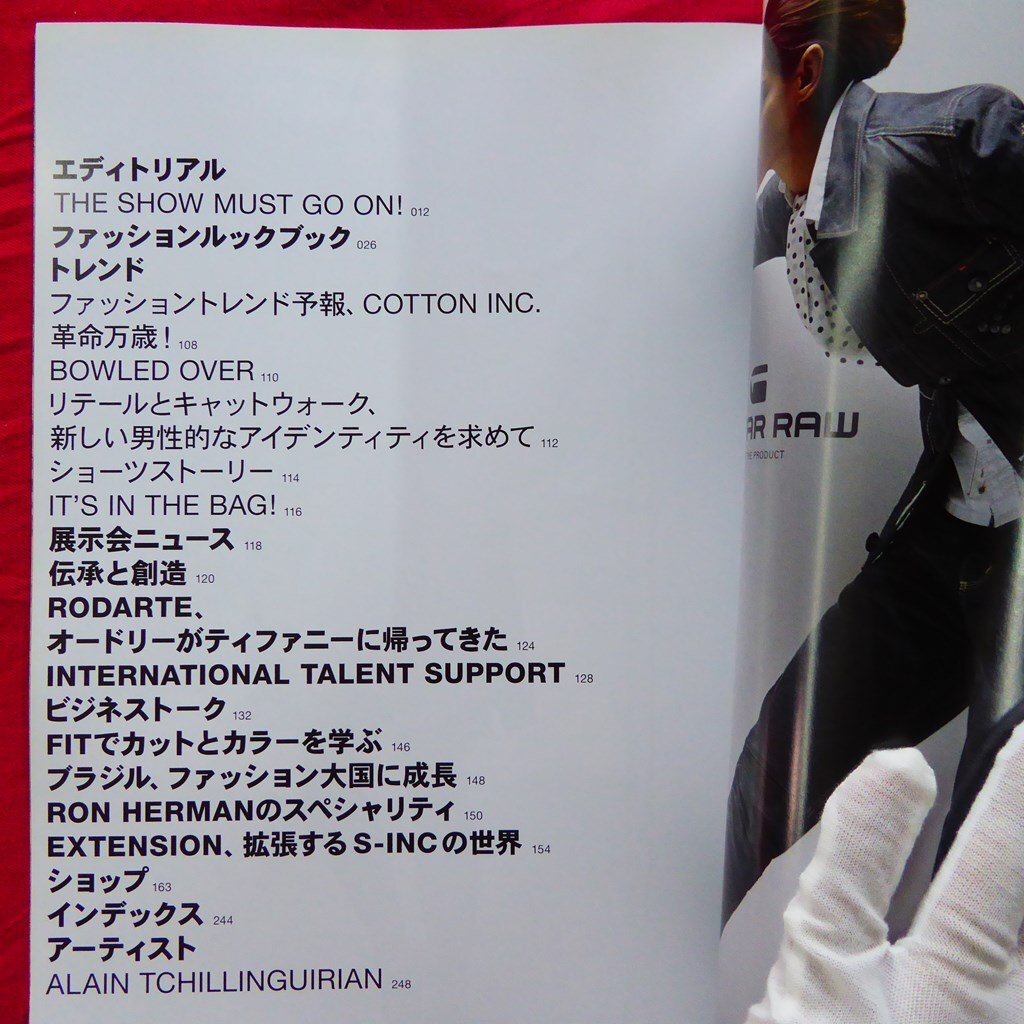 エディトリアル
THE SHOW MUST GO ON! 012
ファッションルックブック 026
トレンド
ファッショントレンド予報、COTTON INC.
革命万歳！ 108
BOWLED OVER 110
リテールとキャットウォーク、
新しい男性的なアイデンティティを求めて 112
ショーツストーリー 114
IT'S IN THE BAG! 116
展示会ニュース 118
伝承と創造 120
RODARTE、
オードリーがティファニーに帰ってきた 124
INTERNATIONAL TALENT SUPPORT 128
ビジネストーク 132
FITでカットとカラーを学ぶ 146
ブラジル、ファッション大国に成長 148
RON HERMANのスペシャリティ 150
EXTENSION、拡張するS-INCの世界 154
ショップ 163
インデックス 244
アーティスト
ALAIN TCHILLINGUIRIAN 248
AR RAW
THE PRODUCT